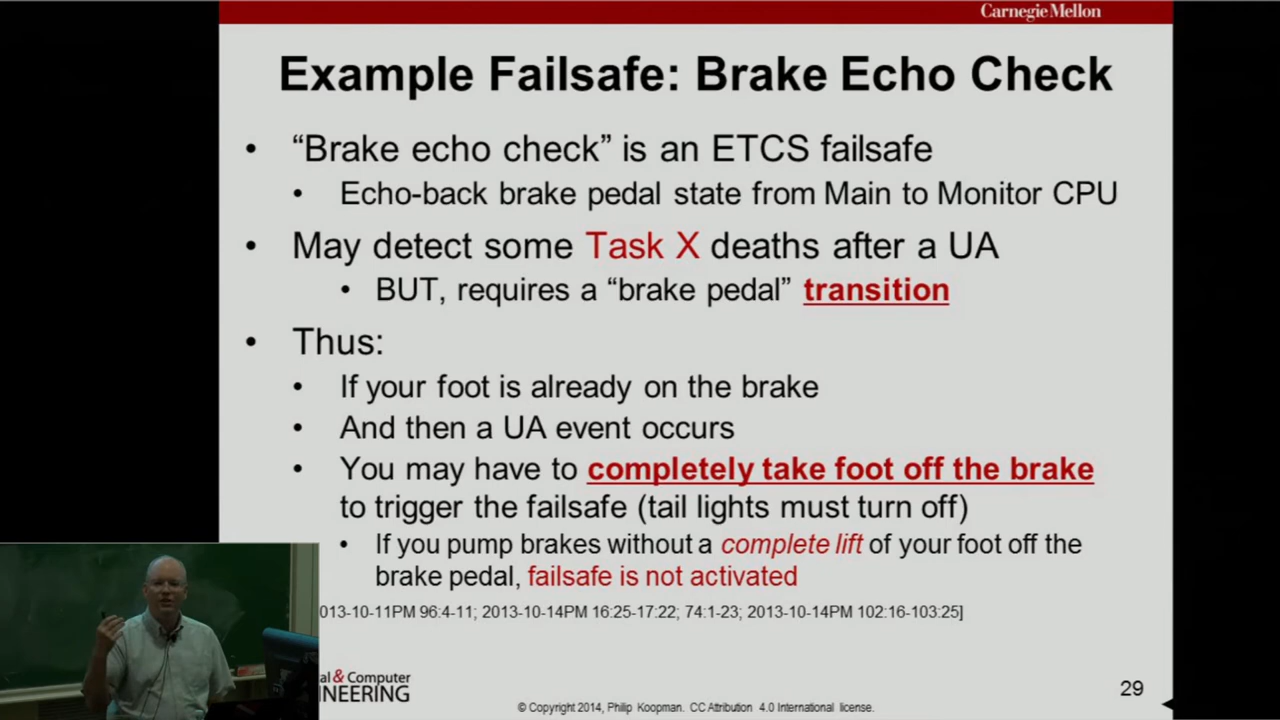 Carnegie Mellon
Example Failsafe: Brake Echo Check
• “Brake echo check” is an ETCS failsafe
• Echo-back brake pedal state from Main to Monitor CPU
• May detect some Task X deaths after a UA
• BUT, requires a “brake pedal” transition
• Thus:
• If your foot is already on the brake
• And then a UA event occurs
• You may have to completely take foot off the brake
to trigger the failsafe (tail lights must turn off)
• If you pump brakes without a complete lift of your foot off the
brake pedal, failsafe is not activated
013-10-11PM 96:4-11; 2013-10-14PM 16:25-17:22; 74:1-23; 2013-10-14PM 102:16-103:25]
al & Computer
NEERING
© Copyright 2014, Philip Koopman. CC Attribution 4.0 International license.
29